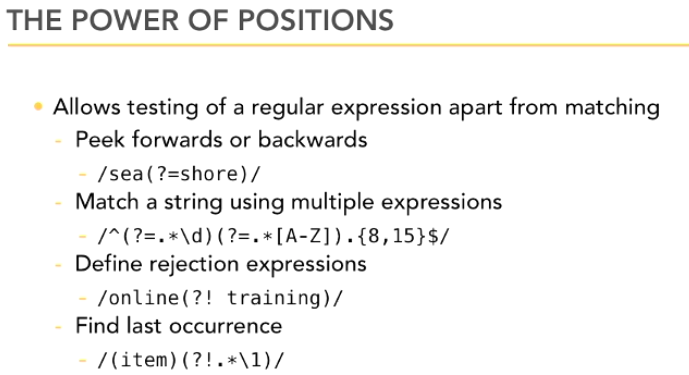 THE POWER OF POSITIONS
• Allows testing of a regular expression apart from matching
- Peek forwards or backwards
- /sea(?=shore)/
- Match a string using multiple expressions
- /^(?=.*\d)(?=.*[A-Z]).{8,15}$/
- Define rejection expressions
- /online(?! training)/
- Find last occurrence
- /(item)(?!.*\1)/